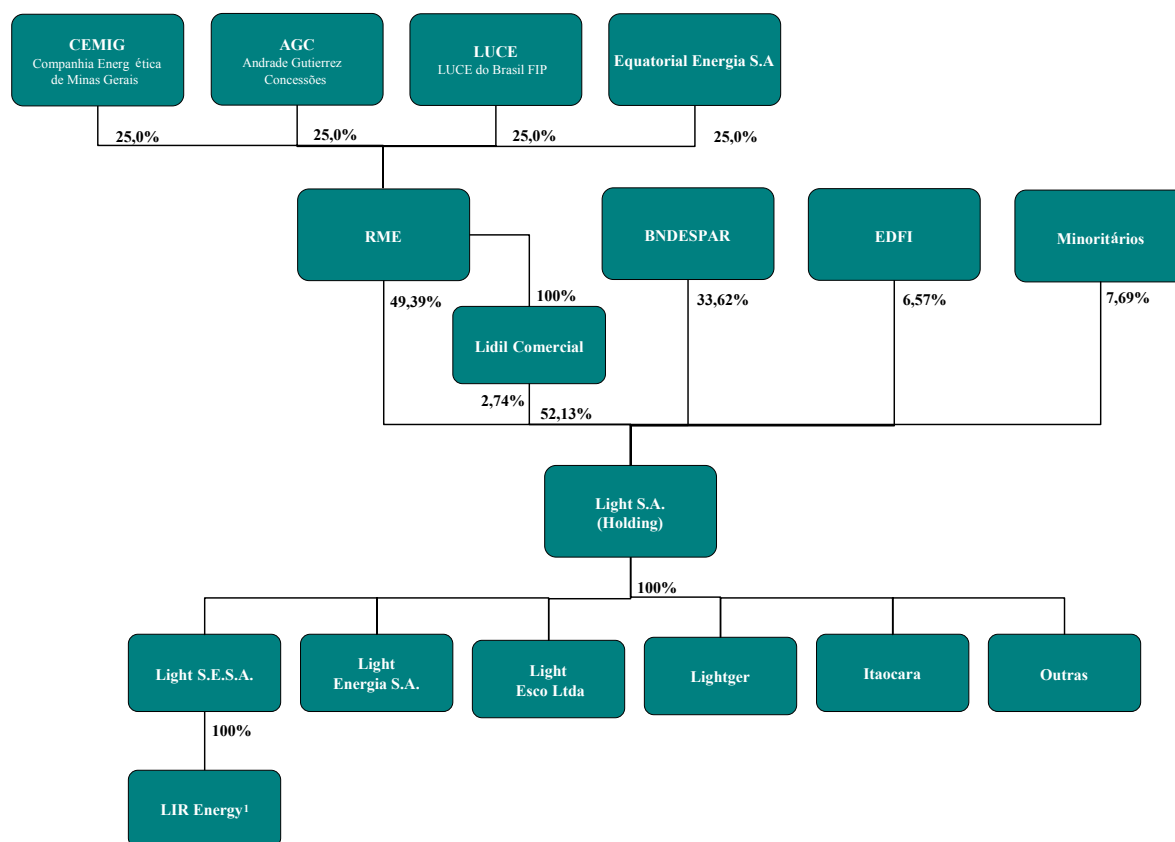 CEMIG
Companhia Energ ética
de Minas Gerais
AGC
Andrade Gutierrez
Concessões
LUCE
LUCE do Brasil FIP
Equatorial Energia S.A
25,0%
25,0%
25,0%
25,0%
RME
BNDESPAR
EDFI
Minoritários
49,39%
100%
33,62%
6,57%
7,69%
Lidil Comercial
2,74%
52,13%
Light S.A.
(Holding)
100%
Light S.E.S.A.
Light
Energia S.A.
Light
Esco Ltda
Lightger
Itaocara
Outras
100%
LIR Energy¹